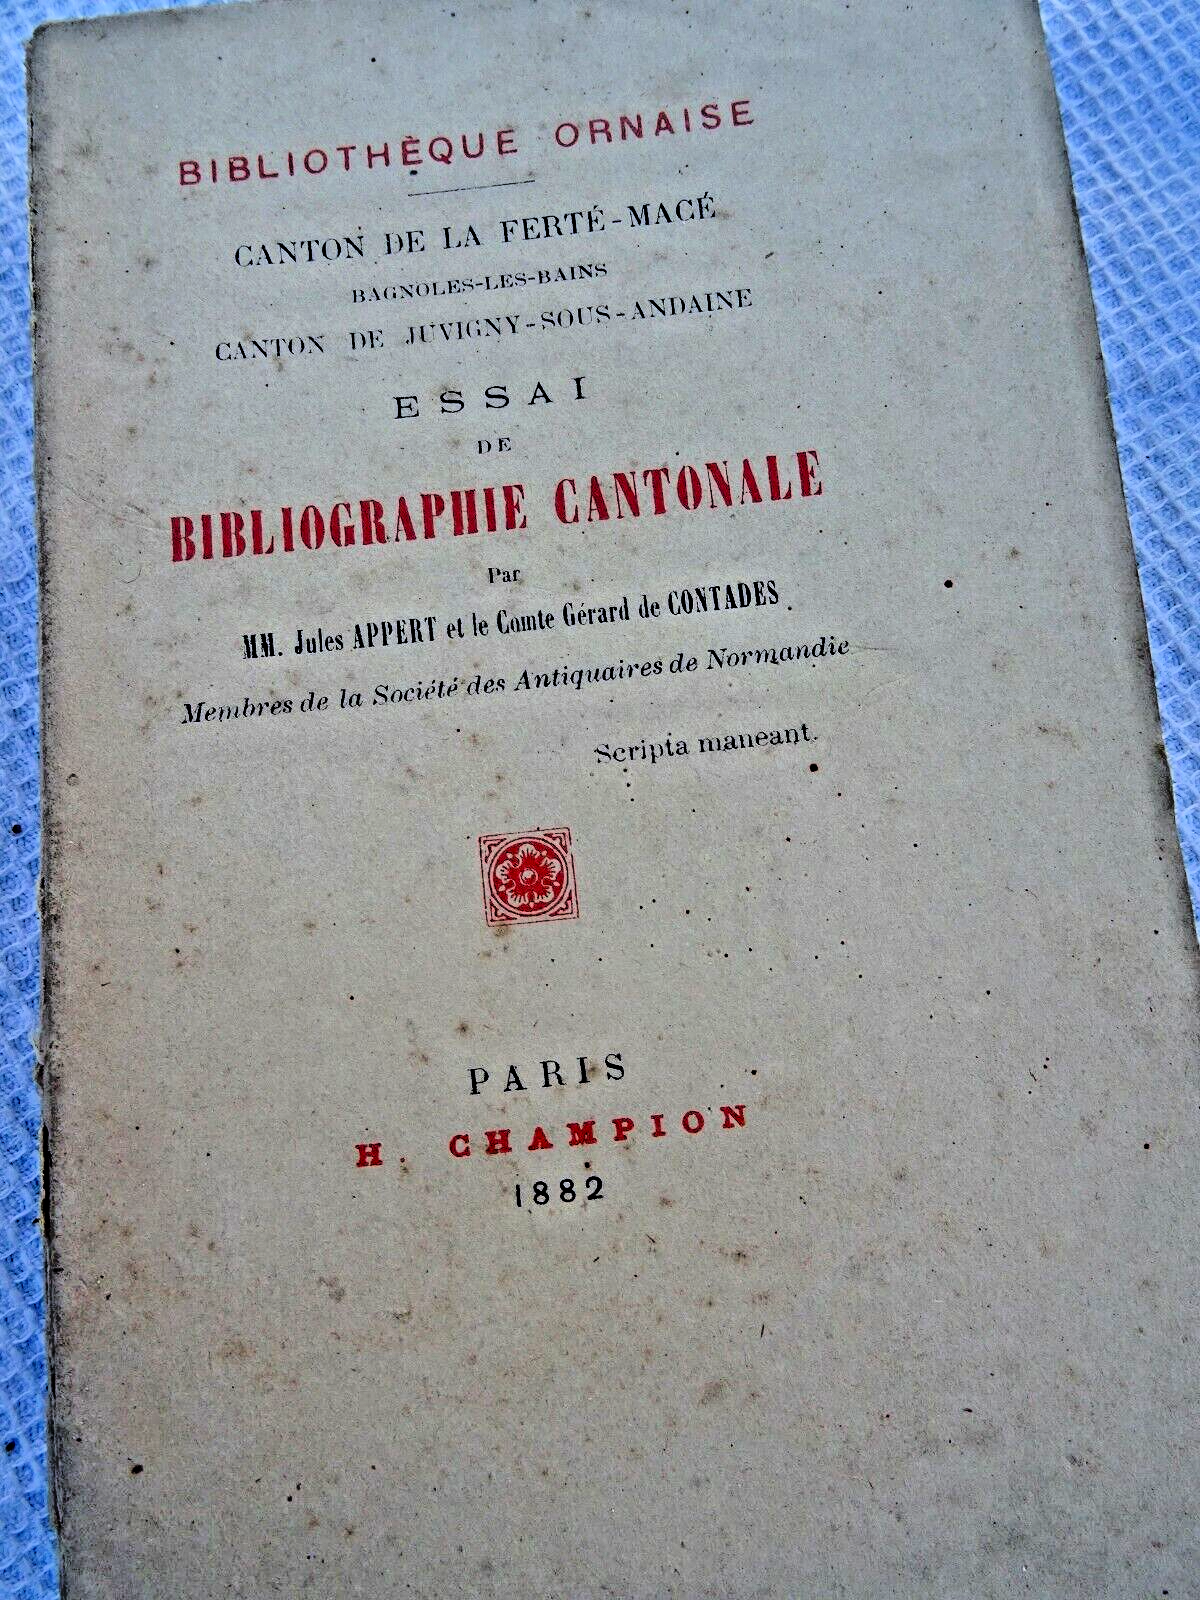 BIBLIOTHÈQUE ORNAISE
CANTON DE LA FERTÉ-MACÉ
BAGNOLES-LES-BAINS
CANTON DE JUVIGNY-SOUS-ANDAINE
ESSAI
DE
BIBLIOGRAPHIE CANTONALE
Par
MM. Jules APPERT et le Comte Gérard de CONTADES
Membres de la Société des Antiquaires de Normandie
Scripta maneant.
PARIS
H. CHAMPION
1882